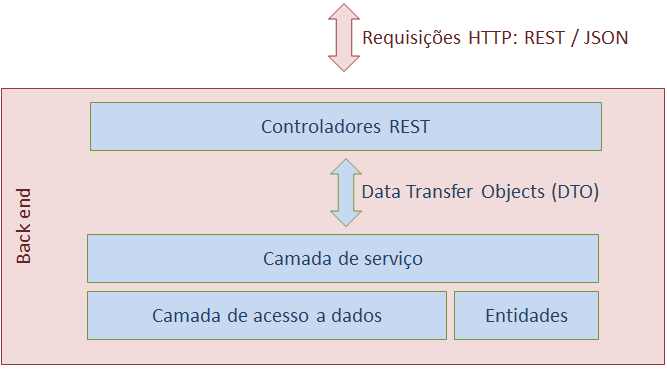 Requisições HTTP: REST / JSON
Controladores REST
Data Transfer Objects (DTO)
Back end
Camada de serviço
Camada de acesso a dados
Entidades